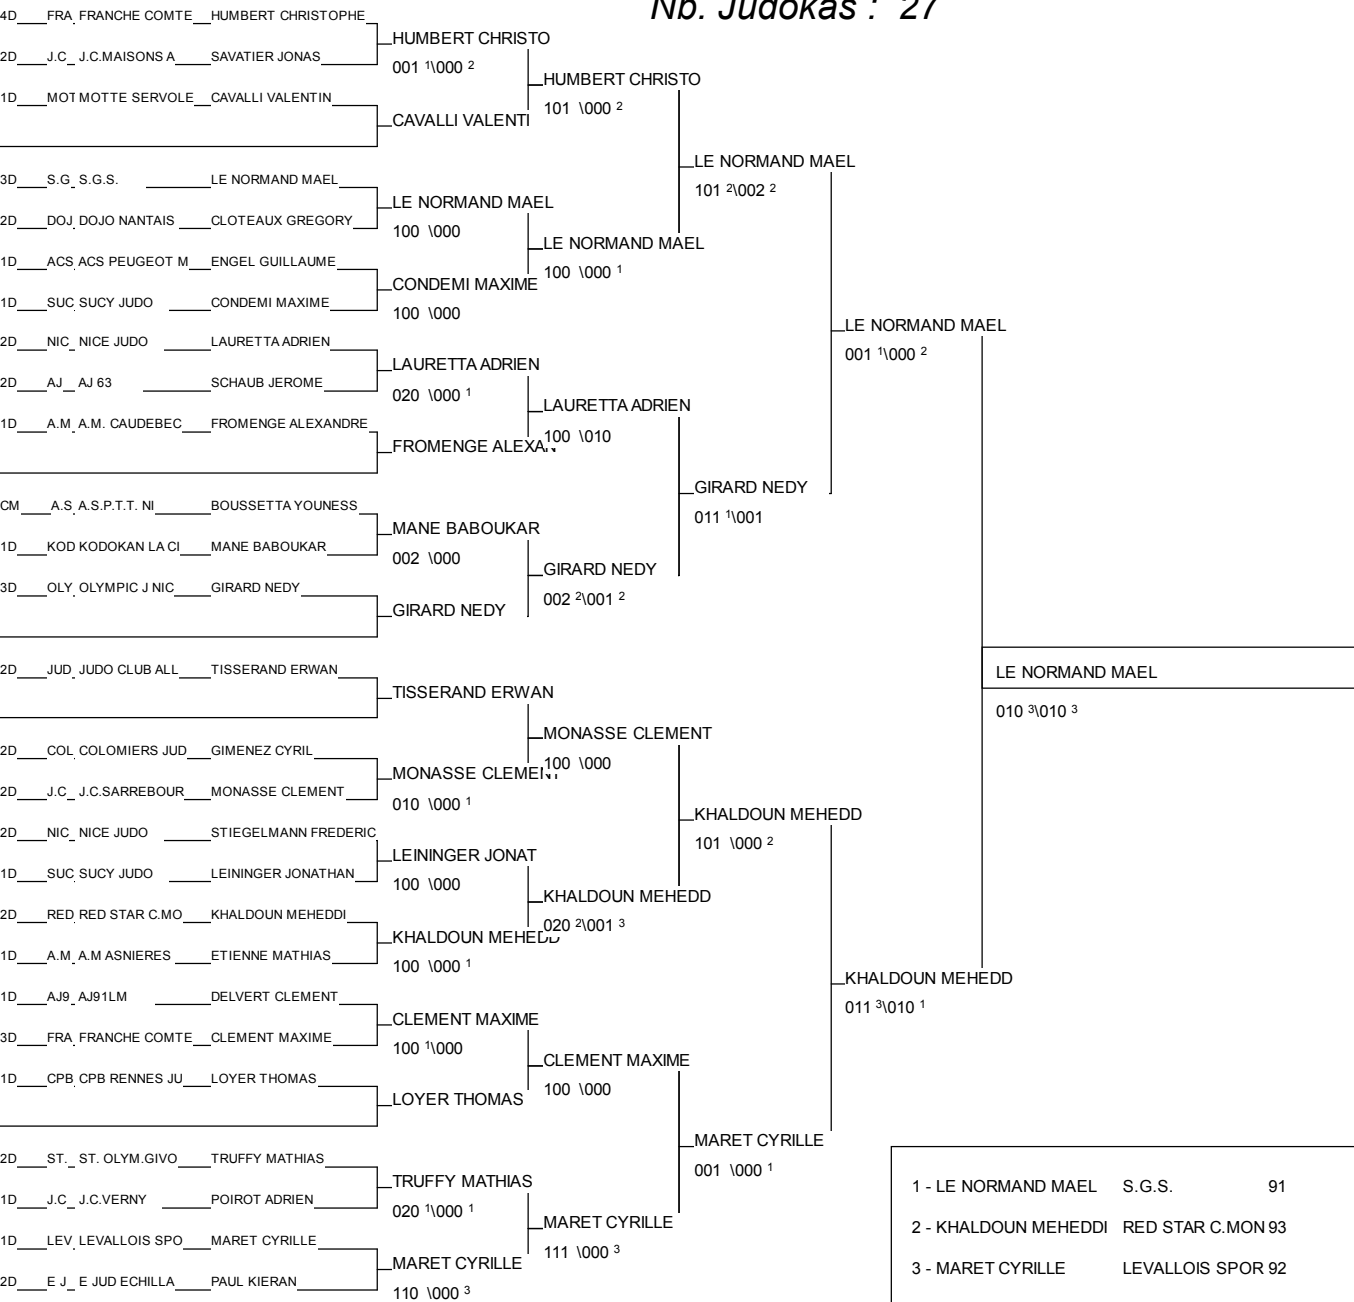 Nb. Judokas : 27
4D FRA FRANCHE COMTE HUMBERT CHRISTOPHE
HUMBERT CHRISTO
2D J.C J.C.MAISONS A SAVATIER JONAS
001 1\000 2
HUMBERT CHRISTO
1D MOT MOTTE SERVOLE CAVALLI VALENTIN
101 \000 2
CAVALLI VALENTI
LE NORMAND MAEL
3D S.G S.G.S. LE NORMAND MAEL
101 2\002 2
LE NORMAND MAEL
2D DOJ DOJO NANTAIS CLOTEAUX GREGORY
100 \000
LE NORMAND MAEL
1D ACS ACS PEUGEOT M ENGEL GUILLAUME
100 \000 1
CONDEMI MAXIME
1D SUC SUCY JUDO CONDEMI MAXIME
100 \000
LE NORMAND MAEL
2D NIC NICE JUDO LAURETTA ADRIEN
001 1\000 2
LAURETTA ADRIEN
2D AJ AJ 63 SCHAUB JEROME
020 \000 1
LAURETTA ADRIEN
1D A.M A.M. CAUDEBEC FROMENGE ALEXANDRE
100 \010
FROMENGE ALEXAN
GIRARD NEDY
CM A.S A.S.P.T.T. NI BOUSSETTA YOUNESS
011 1\001
MANE BABOUKAR
1D KOD KODOKAN LA CI MANE BABOUKAR
002 \000
GIRARD NEDY
3D OLY OLYMPIC J NIC GIRARD NEDY
002 2\001 2
GIRARD NEDY
2D JUD JUDO CLUB ALL TISSERAND ERWAN
LE NORMAND MAEL
TISSERAND ERWAN
010 3\010 3
MONASSE CLEMENT
2D COL COLOMIERS JUD GIMENEZ CYRIL
100 \000
MONASSE CLEMENT
2D J.C J.C.SARREBOUR MONASSE CLEMENT
010 \000 1
KHALDOUN MEHEDD
2D NIC NICE JUDO STIEGELMANN FREDERIC
101 \000 2
LEININGER JONAT
1D SUC SUCY JUDO LEININGER JONATHAN
100 \000
KHALDOUN MEHEDD
2D RED RED STAR C.MO KHALDOUN MEHEDDI
020 2\001 3
KHALDOUN MEHEDD
1D A.M A.M ASNIERES ETIENNE MATHIAS
100 \000 1
KHALDOUN MEHEDD
1D AJ9 AJ91LM DELVERT CLEMENT
011 3\010 1
CLEMENT MAXIME
3D FRA FRANCHE COMTE CLEMENT MAXIME
100 1\000
CLEMENT MAXIME
1D CPB CPB RENNES JU LOYER THOMAS
100 \000
LOYER THOMAS
MARET CYRILLE
2D ST. ST. OLYM.GIVO TRUFFY MATHIAS
001 \000 1
TRUFFY MATHIAS
1 - LE NORMAND MAEL S.G.S. 91
1D J.C J.C.VERNY POIROT ADRIEN
020 1\000 1
MARET CYRILLE
2 - KHALDOUN MEHEDDI RED STAR C.MON 93
1D LEV LEVALLOIS SPO MARET CYRILLE
111 \000 3
MARET CYRILLE
3 - MARET CYRILLE LEVALLOIS SPOR 92
2D E J E JUD ECHILLA PAUL KIERAN
110 \000 3